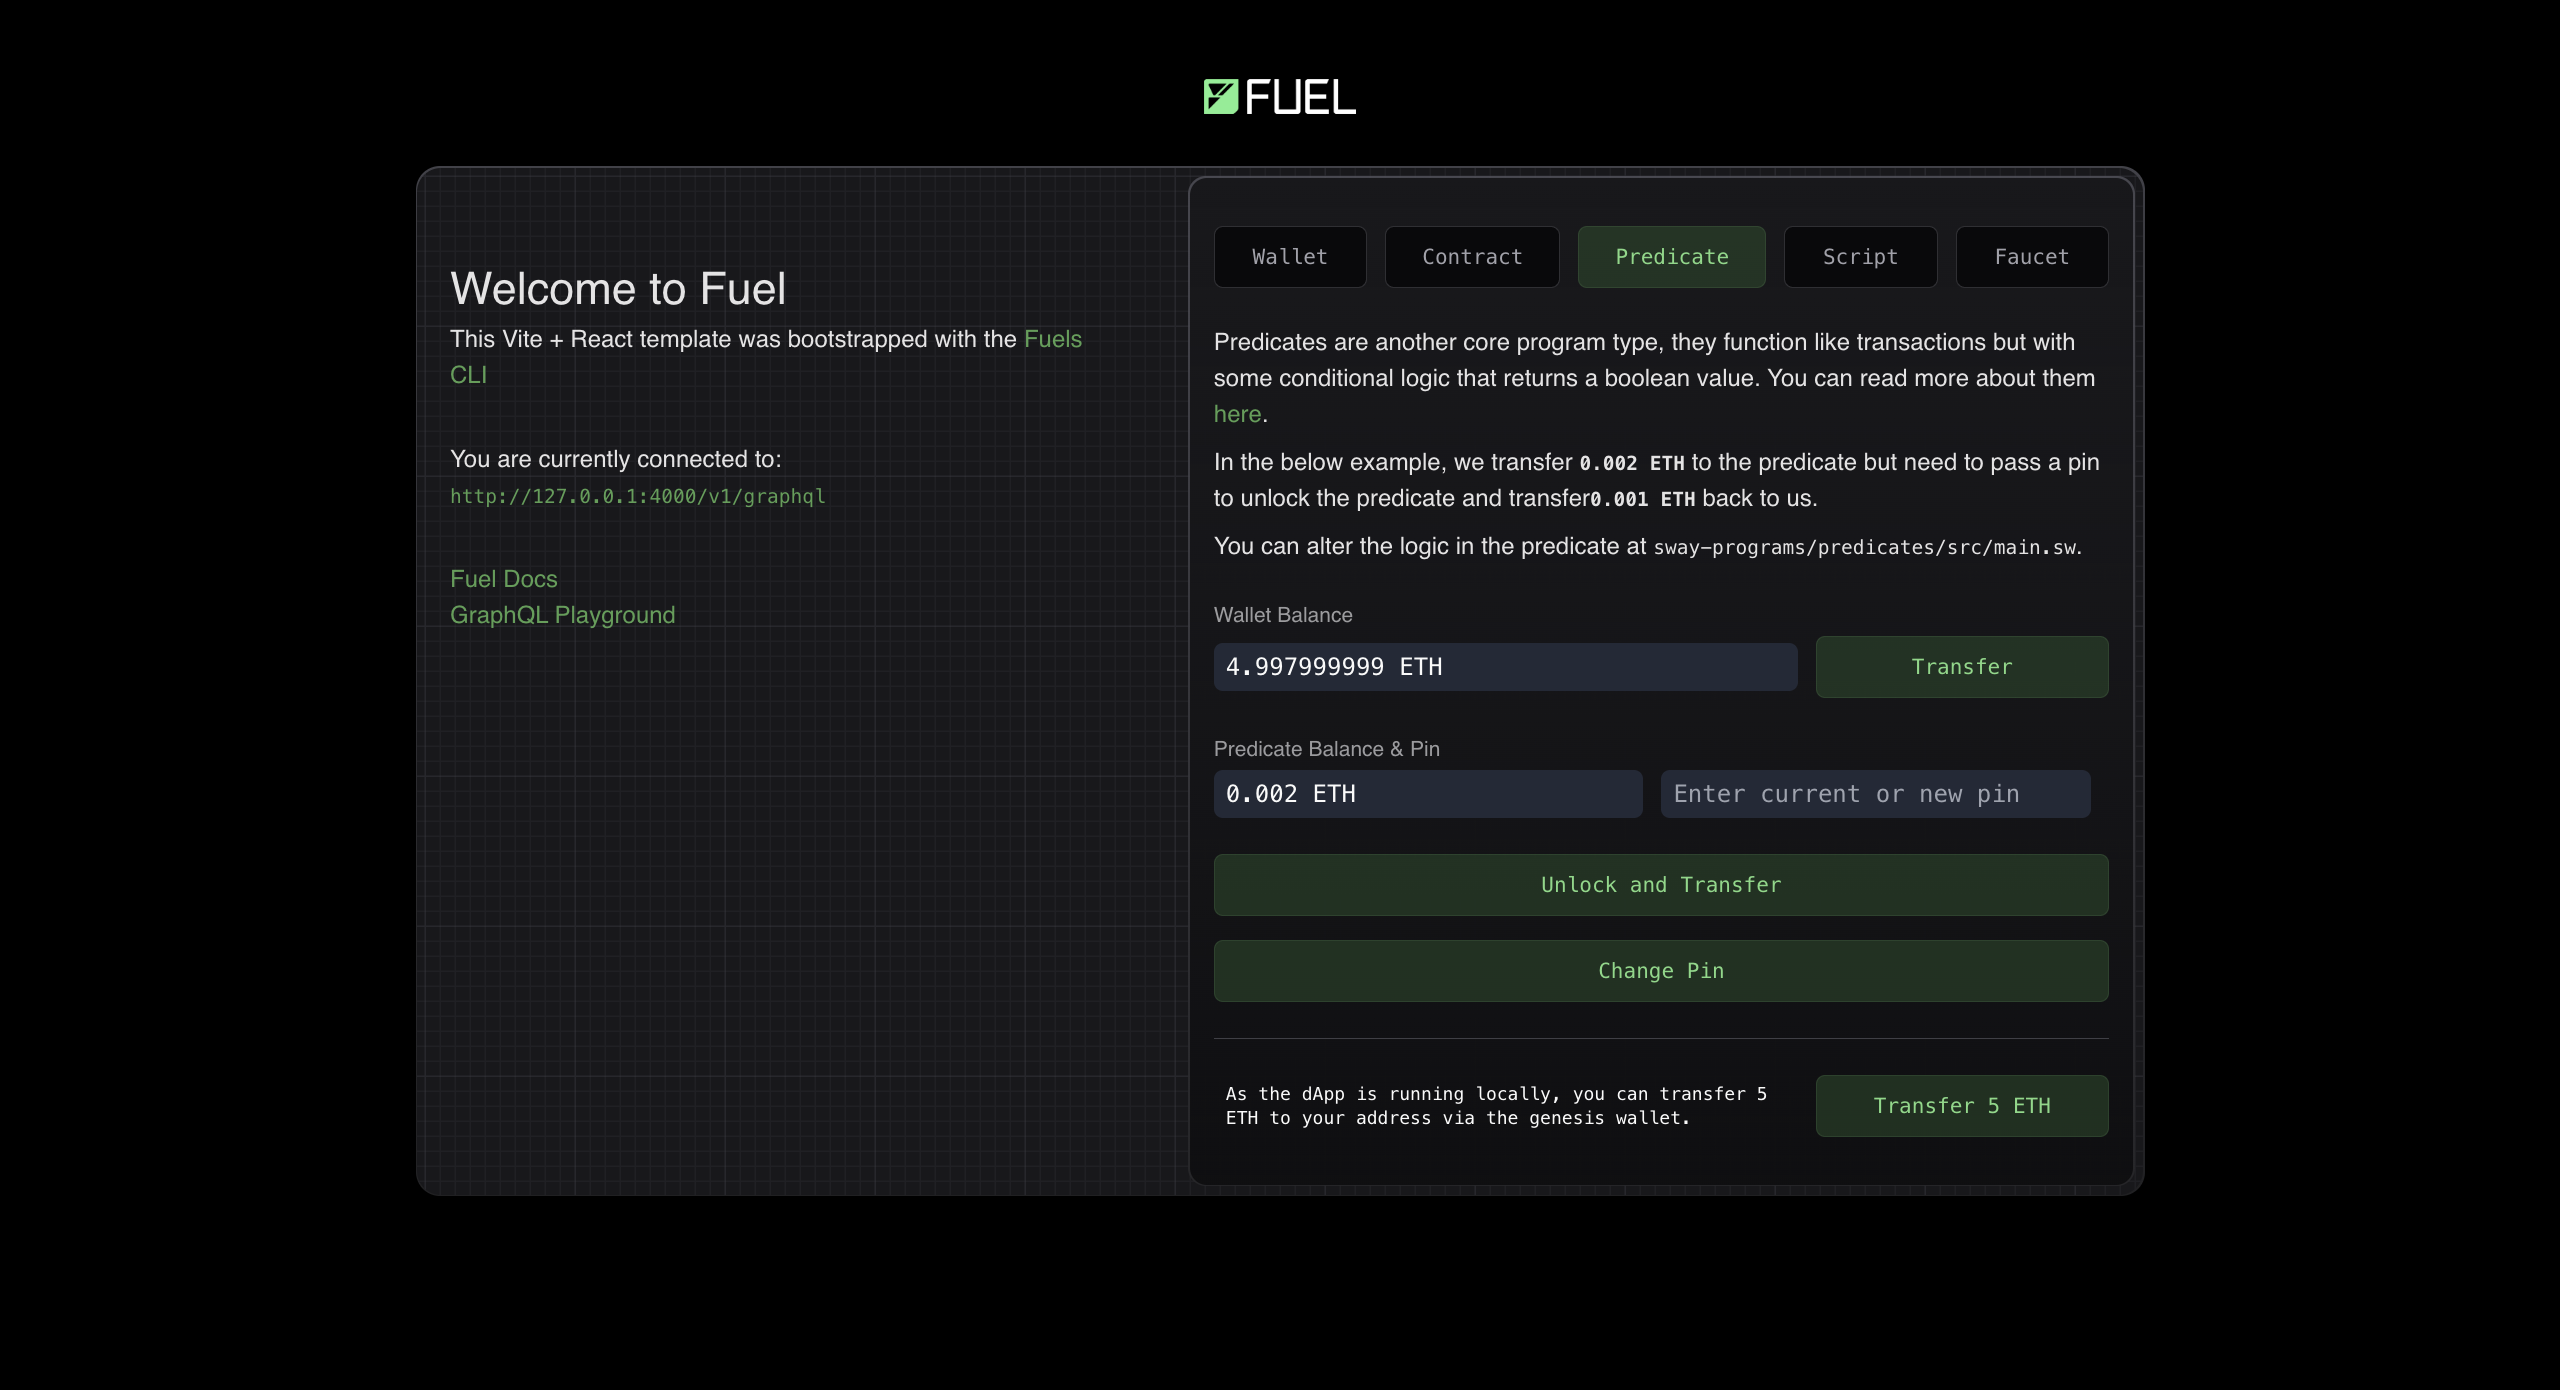 FUEL
Welcome to Fuel
This Vite + React template was bootstrapped with the Fuels
CLI
You are currently connected to:
http://127.0.0.1:4000/v1/graphql
Fuel Docs
GraphQL Playground
Wallet Contract Predicate Script Faucet
Predicates are another core program type, they function like transactions but with
some conditional logic that returns a boolean value. You can read more about them
here.
In the below example, we transfer 0.002 ETH to the predicate but need to pass a pin
to unlock the predicate and transfer0.001 ETH back to us.
You can alter the logic in the predicate at sway-programs/predicates/src/main.sw.
Wallet Balance
4.997999999 ETH Transfer
Predicate Balance & Pin
0.002 ETH Enter current or new pin
Unlock and Transfer
Change Pin
As the dApp is running locally, you can transfer 5
ETH to your address via the genesis wallet.
Transfer 5 ETH